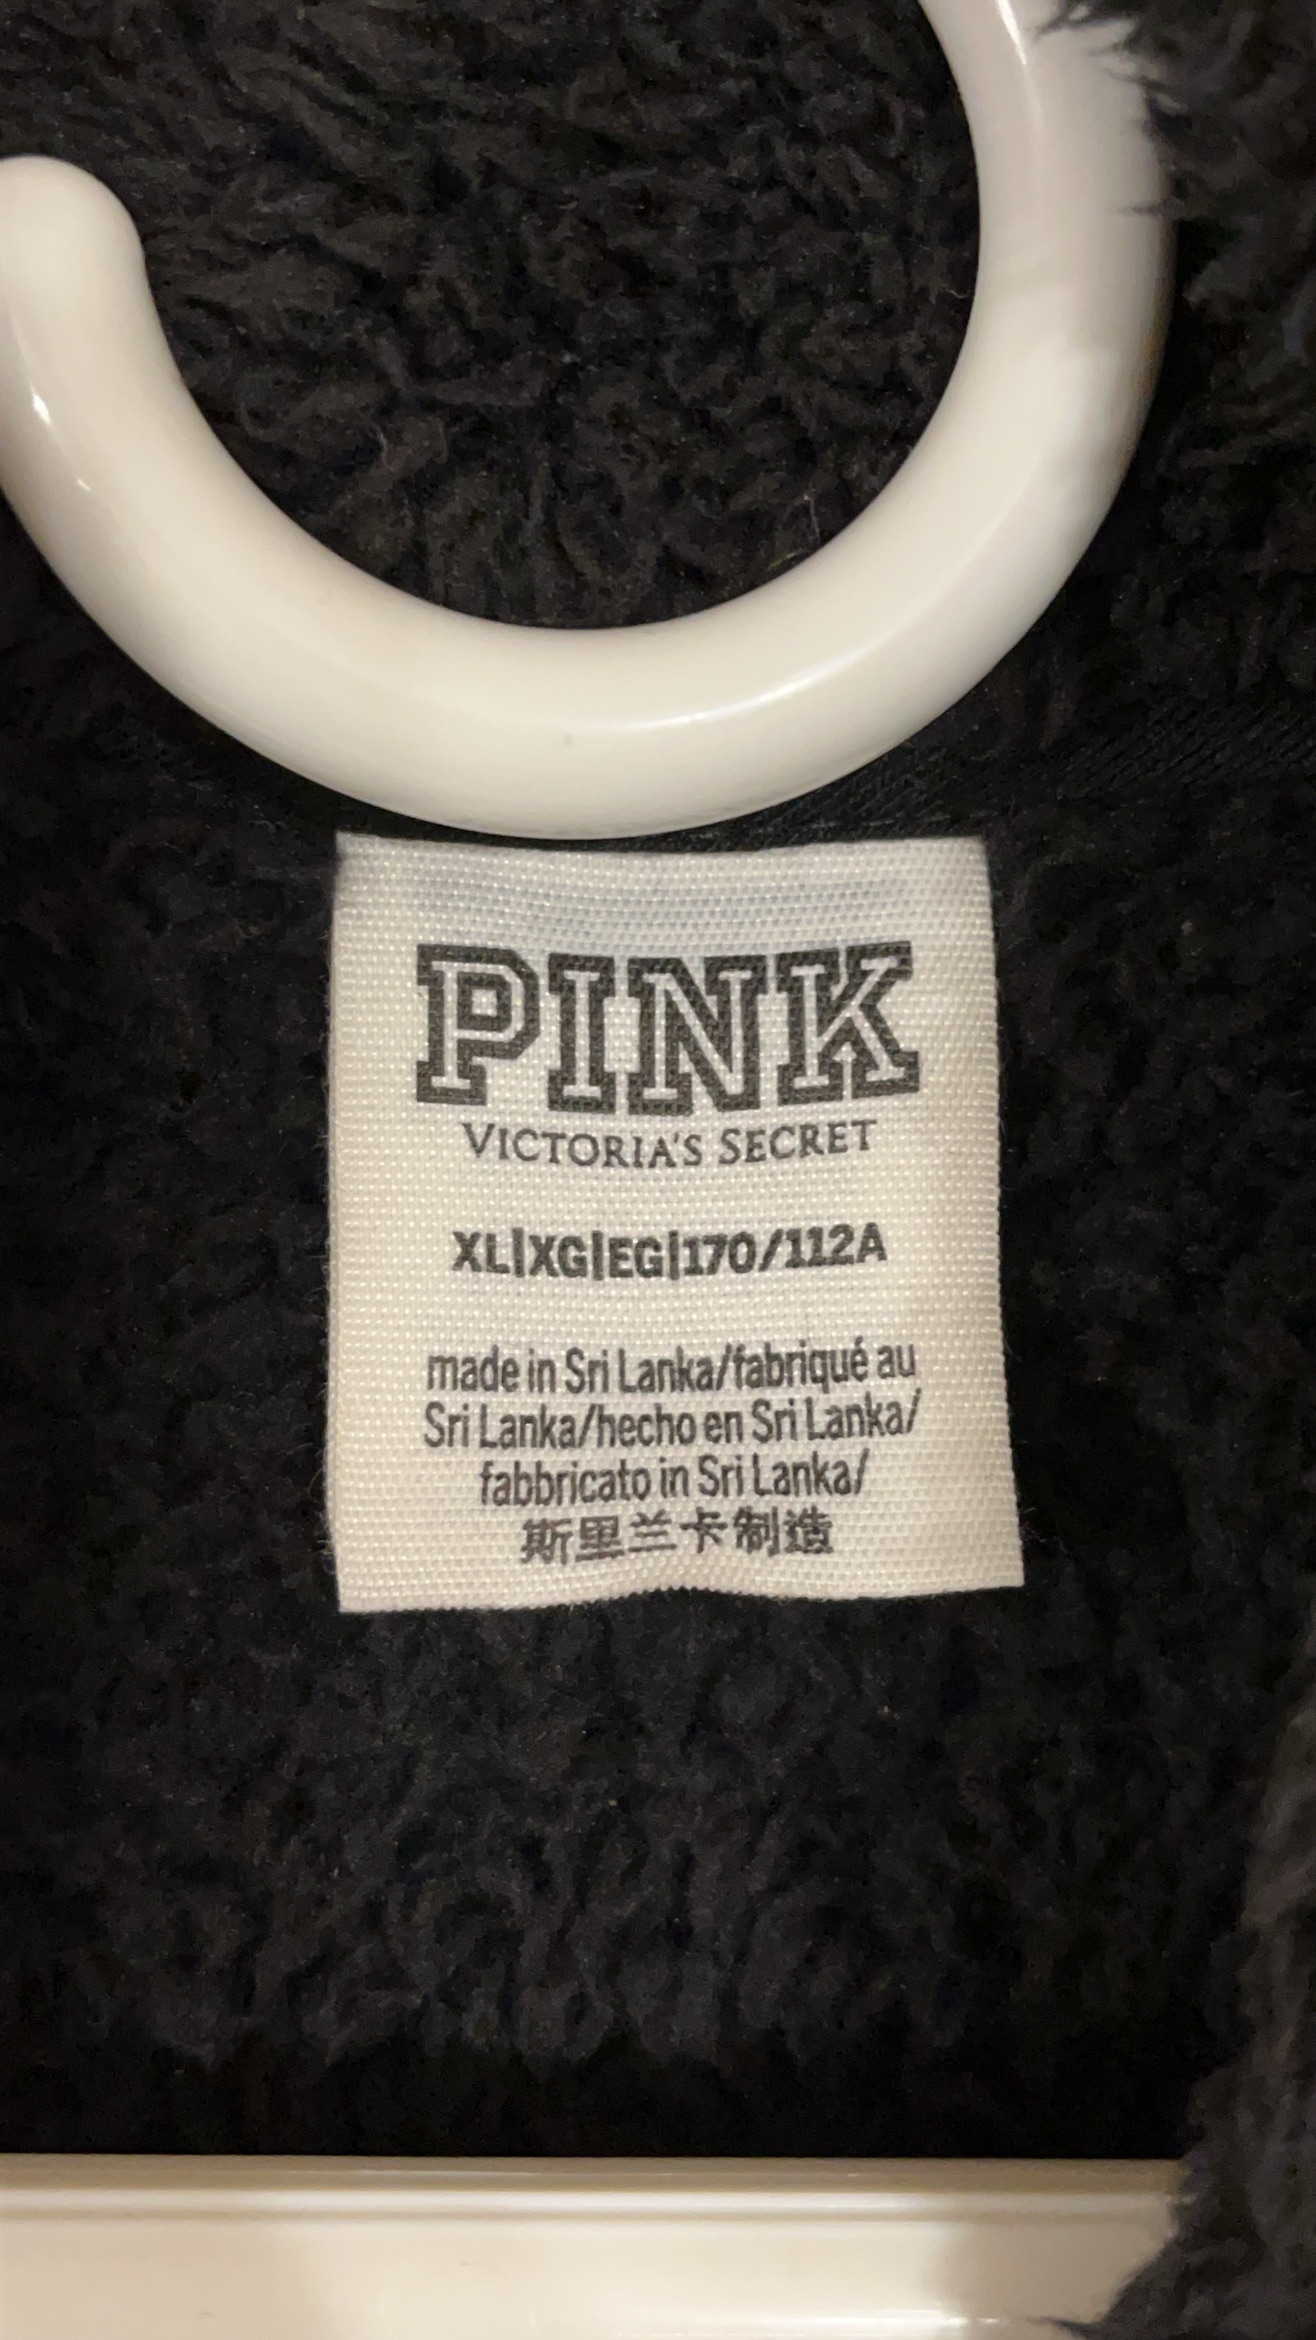 PINK
VICTORIA'S SECRET
XL|XG|EG|170/112A
made in Sri Lanka/fabriqué au
Sri Lanka/hecho en Sri Lanka/
fabbricato in Sri Lanka/
斯里兰卡制造